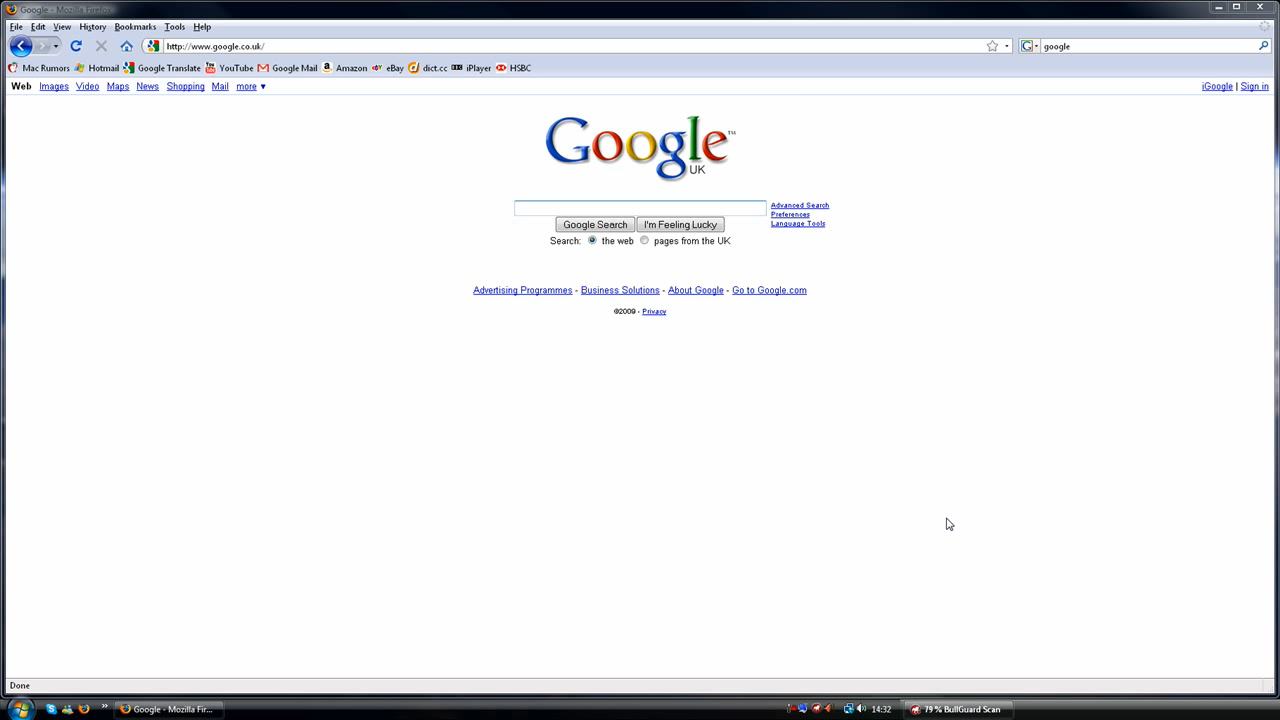 Google - Mozilla Firefox
File Edit View History Bookmarks Tools Help
http://www.google.co.uk/ google
Mac Rumors Hotmail Google Translate YouTube Google Mail Amazon eBay dict.cc iPlayer HSBC
Web Images Video Maps News Shopping Mail more ▼ iGoogle | Sign in
Google™
UK
Advanced Search
Preferences
Language Tools
Google Search I'm Feeling Lucky
Search: the web pages from the UK
Advertising Programmes - Business Solutions - About Google - Go to Google.com
©2009 - Privacy
Done
Google - Mozilla Fir... 14:32 79 % BullGuard Scan